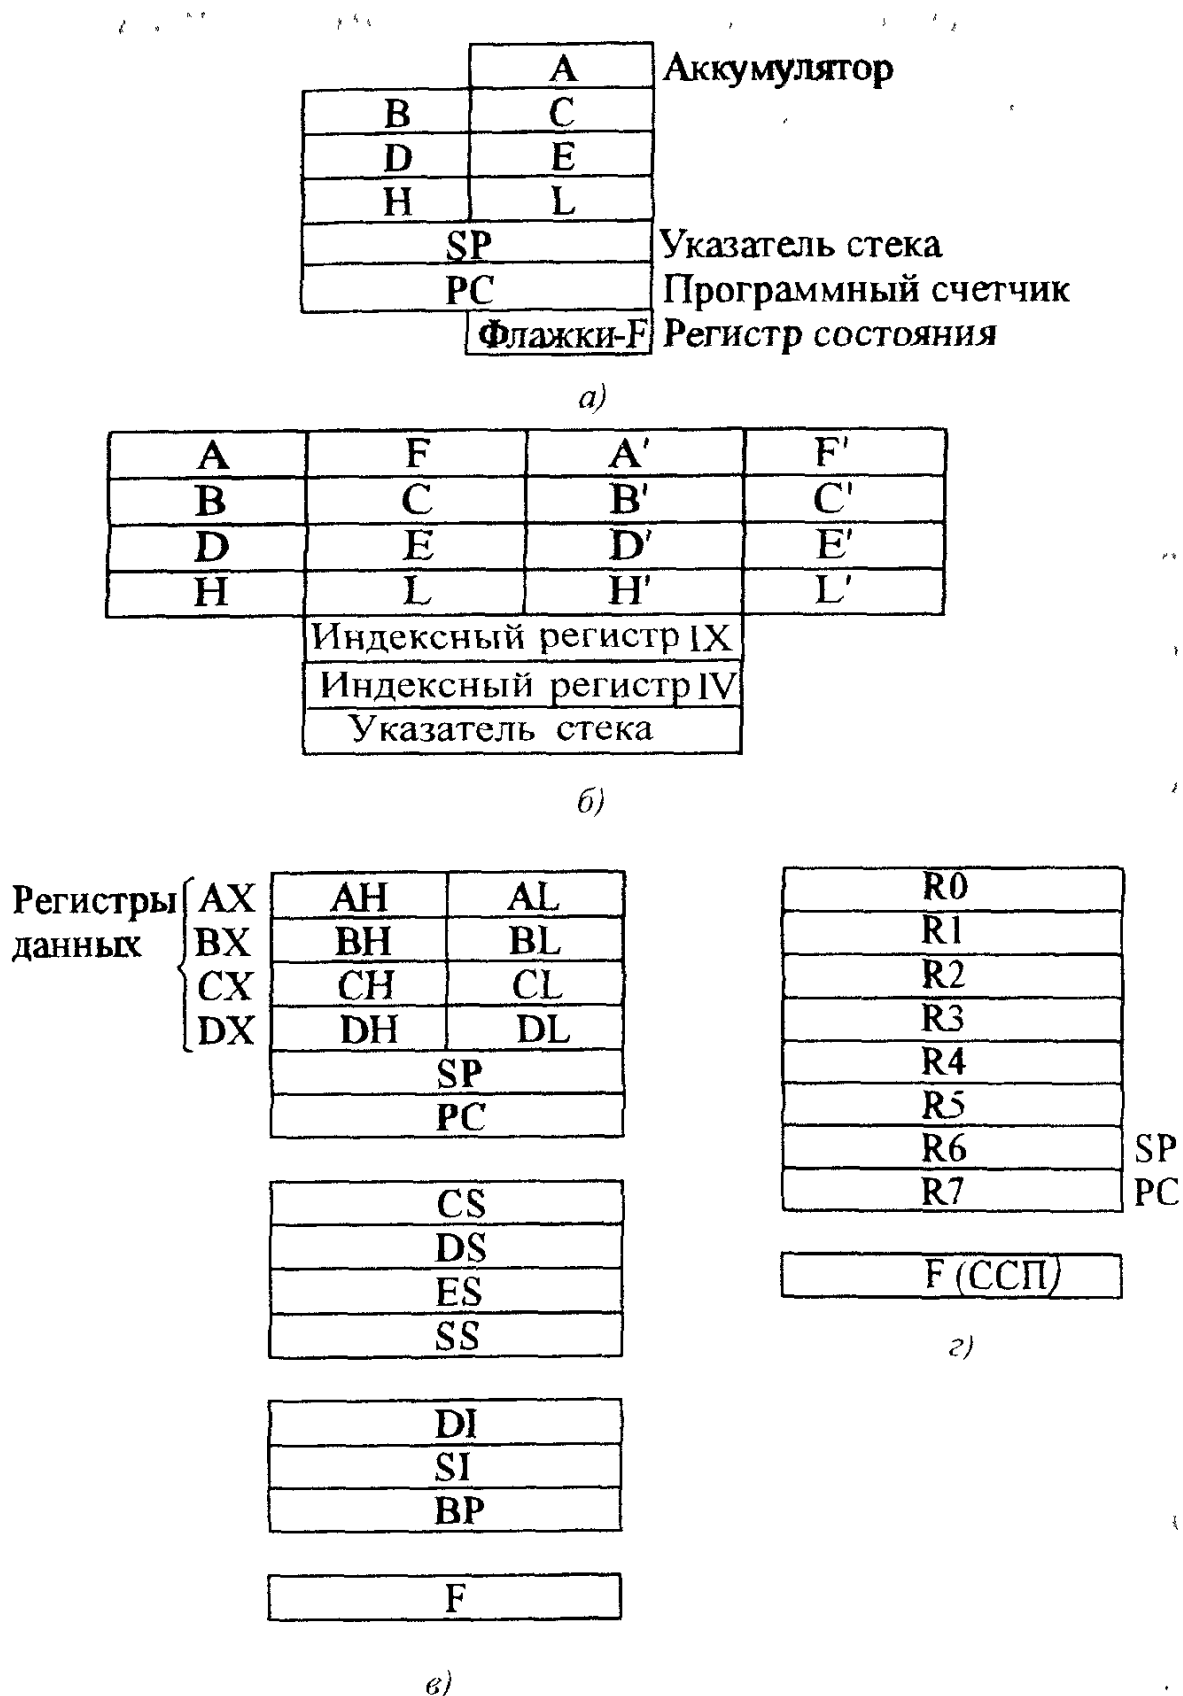 A Аккумулятор
B C
D E
H L
SP Указатель стека
PC Программный счетчик
Флажки-F Регистр состояния
а)
A F A' F'
B C B' C'
D E D' E'
H L H' L'
Индексный регистр IX
Индексный регистр IV
Указатель стека
б)
Регистры данных
AX AH AL
BX BH BL
CX CH CL
DX DH DL
SP
PC
CS
DS
ES
SS
DI
SI
BP
F
в)
R0
R1
R2
R3
R4
R5
R6 SP
R7 PC
F (ССП)
г)